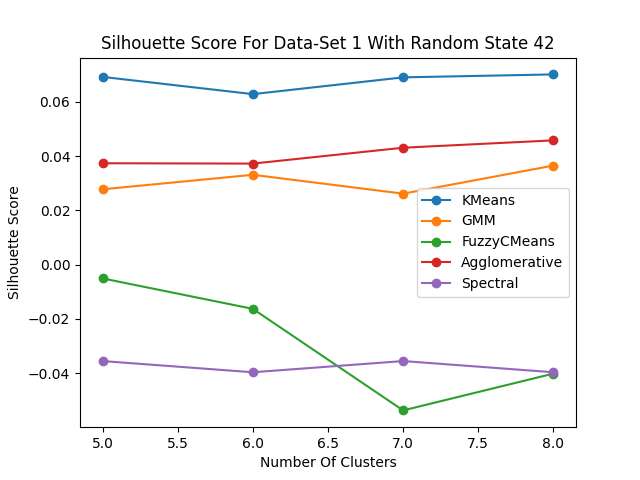 Silhouette Score For Data-Set 1 With Random State 42
Silhouette Score
0.06
0.04
0.02
0.00
−0.02
−0.04
KMeans
GMM
FuzzyCMeans
Agglomerative
Spectral
5.0 5.5 6.0 6.5 7.0 7.5 8.0
Number Of Clusters